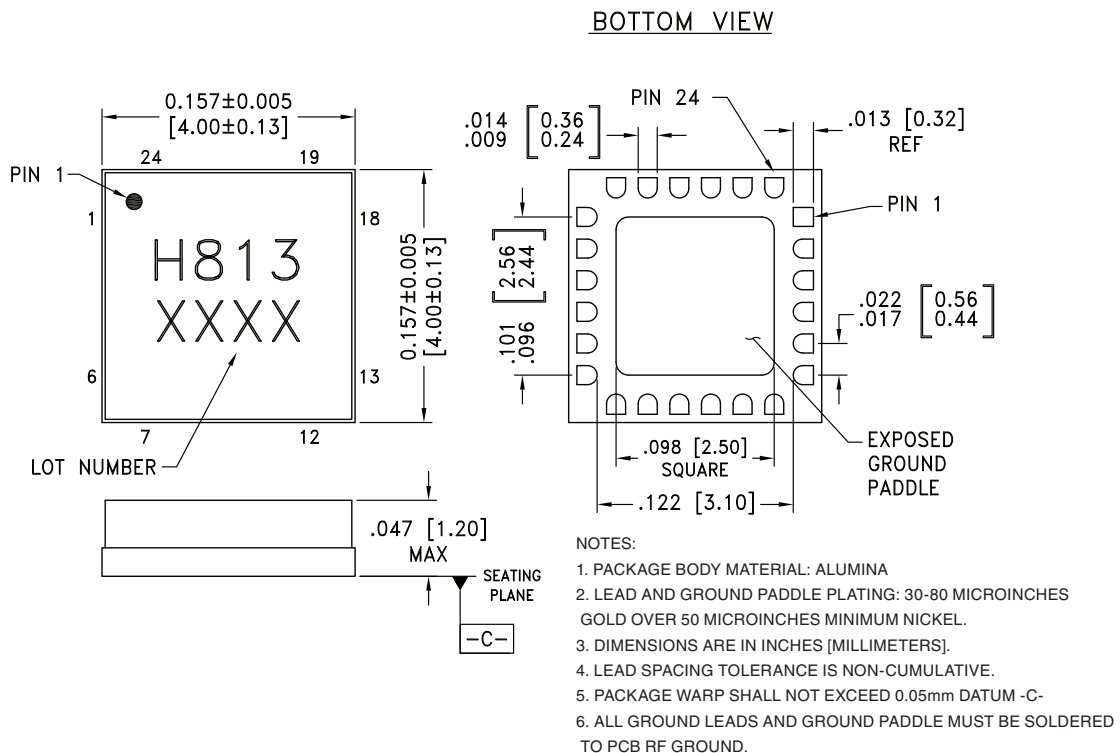 BOTTOM VIEW
0.157±0.005
[4.00±0.13]
24
19
PIN 1
1
18
H813
XXXX
6
13
7
12
0.157±0.005
[4.00±0.13]
LOT NUMBER
.047 [1.20]
MAX
SEATING
PLANE
-C-
PIN 24
.014 [0.36]
.009 [0.24]
.013 [0.32]
REF
PIN 1
[2.56]
[2.44]
.101
.096
.022 [0.56]
.017 [0.44]
.098 [2.50]
SQUARE
.122 [3.10]
EXPOSED
GROUND
PADDLE
NOTES:
1. PACKAGE BODY MATERIAL: ALUMINA
2. LEAD AND GROUND PADDLE PLATING: 30-80 MICROINCHES
GOLD OVER 50 MICROINCHES MINIMUM NICKEL.
3. DIMENSIONS ARE IN INCHES [MILLIMETERS].
4. LEAD SPACING TOLERANCE IS NON-CUMULATIVE.
5. PACKAGE WARP SHALL NOT EXCEED 0.05mm DATUM -C-
6. ALL GROUND LEADS AND GROUND PADDLE MUST BE SOLDERED
TO PCB RF GROUND.